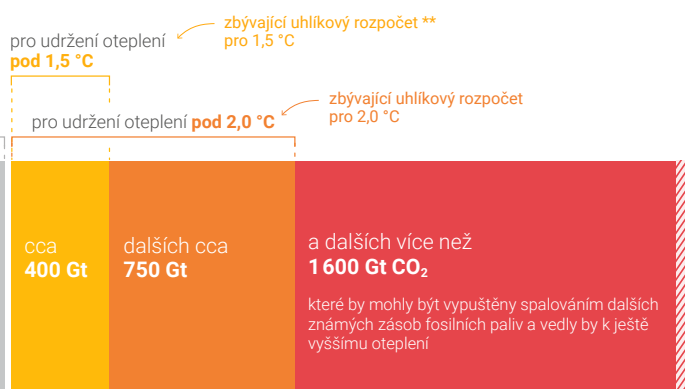 zbývající uhlíkový rozpočet **
pro 1,5 °C
pro udržení oteplení
pod 1,5 °C
zbývající uhlíkový rozpočet
pro 2,0 °C
pro udržení oteplení pod 2,0 °C
cca
400 Gt
dalších cca
750 Gt
a dalších více než
1 600 Gt CO₂
které by mohly být vypuštěny spalováním dalších
známých zásob fosilních paliv a vedly by k ještě
vyššímu oteplení